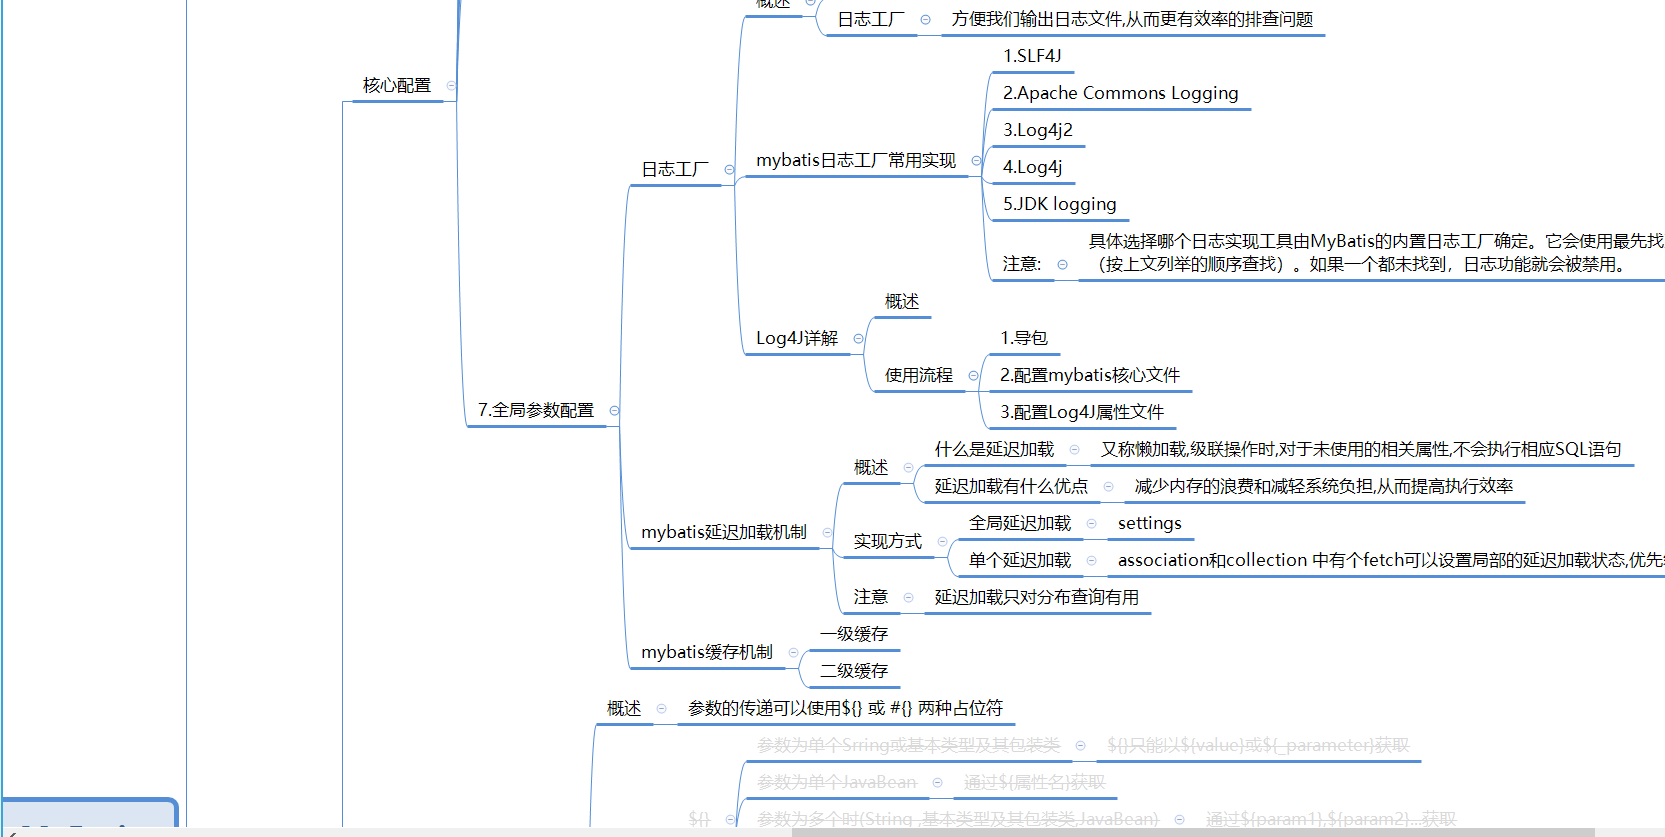 概述
日志工厂
方便我们输出日志文件,从而更有效率的排查问题
核心配置
日志工厂
mybatis日志工厂常用实现
1.SLF4J
2.Apache Commons Logging
3.Log4j2
4.Log4j
5.JDK logging
注意:
具体选择哪个日志实现工具由MyBatis的内置日志工厂确定。它会使用最先找
（按上文列举的顺序查找）。如果一个都未找到，日志功能就会被禁用。
Log4J详解
概述
使用流程
1.导包
2.配置mybatis核心文件
3.配置Log4J属性文件
7.全局参数配置
mybatis延迟加载机制
概述
什么是延迟加载
又称懒加载,级联操作时,对于未使用的相关属性,不会执行相应SQL语句
延迟加载有什么优点
减少内存的浪费和减轻系统负担,从而提高执行效率
实现方式
全局延迟加载
settings
单个延迟加载
association和collection 中有个fetch可以设置局部的延迟加载状态,优先
注意
延迟加载只对分布查询有用
mybatis缓存机制
一级缓存
二级缓存
概述
参数的传递可以使用${} 或 #{} 两种占位符
${}
参数为单个Srring或基本类型及其包装类
${}只能以${value}或${_parameter}获取
参数为单个JavaBean
通过${属性名}获取
参数为多个时(String ,基本类型及其包装类,JavaBean)
通过${param1},${param2}...获取